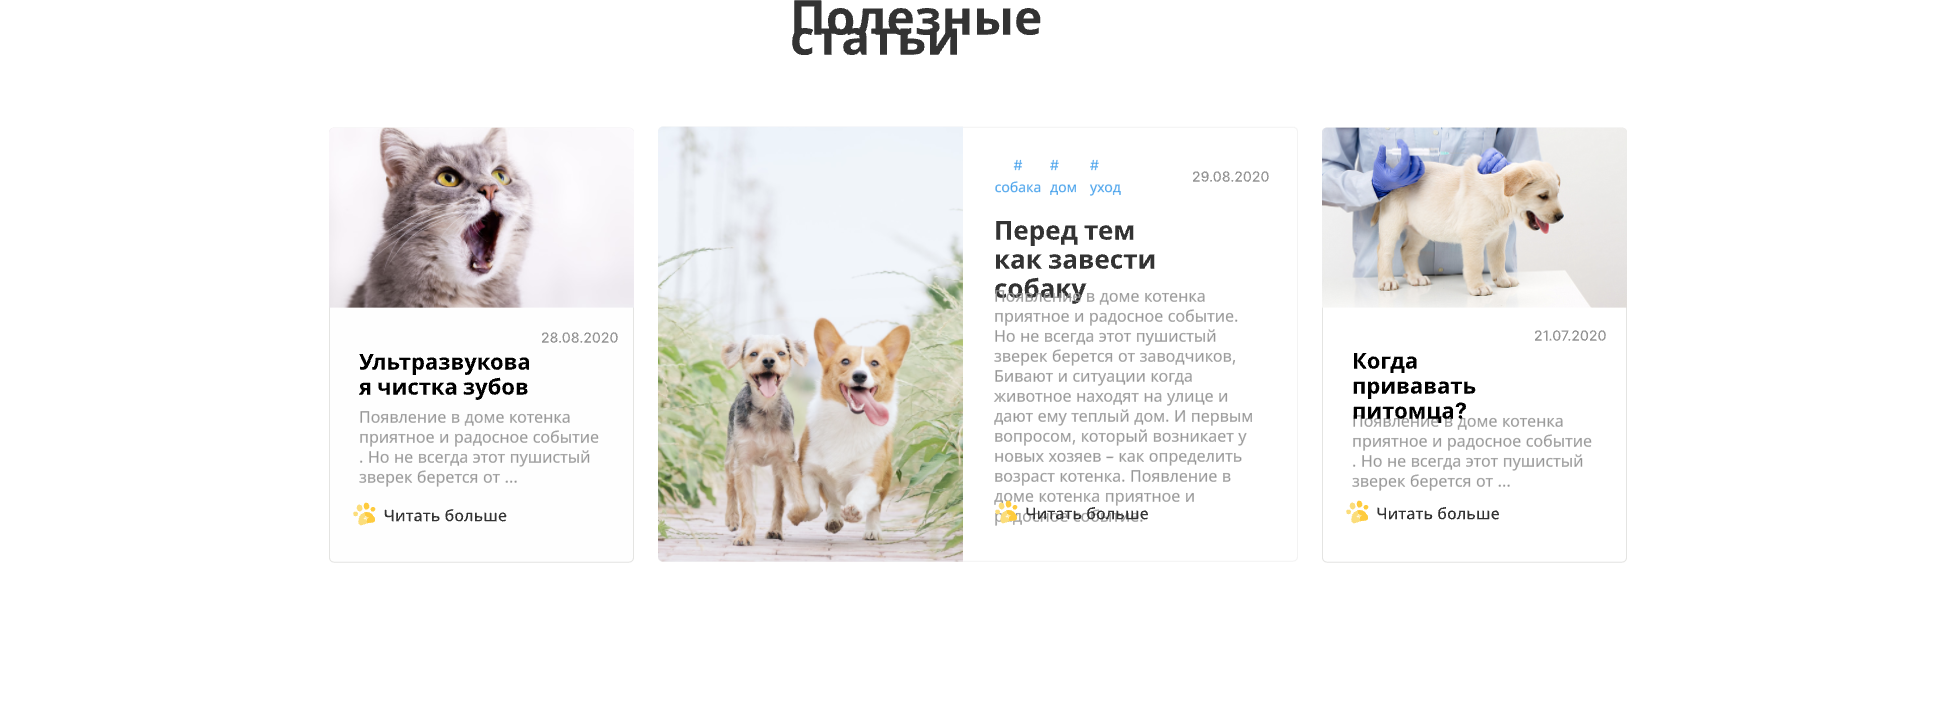 Полезные
статьи
28.08.2020
Ультразвукова
я чистка зубов
Появление в доме котенка
приятное и радосное событие
. Но не всегда этот пушистый
зверек берется от ...
Читать больше
# # #
собака дом уход
29.08.2020
Перед тем
как завести
собаку
Появление в доме котенка
приятное и радосное событие.
Но не всегда этот пушистый
зверек берется от заводчиков,
Бивают и ситуации когда
животное находят на улице и
дают ему теплый дом. И первым
вопросом, который возникает у
новых хозяев – как определить
возраст котенка. Появление в
доме котенка приятное и
радосное событие.
Читать больше
21.07.2020
Когда
прививать
питомца?
Появление в доме котенка
приятное и радосное событие
. Но не всегда этот пушистый
зверек берется от ...
Читать больше